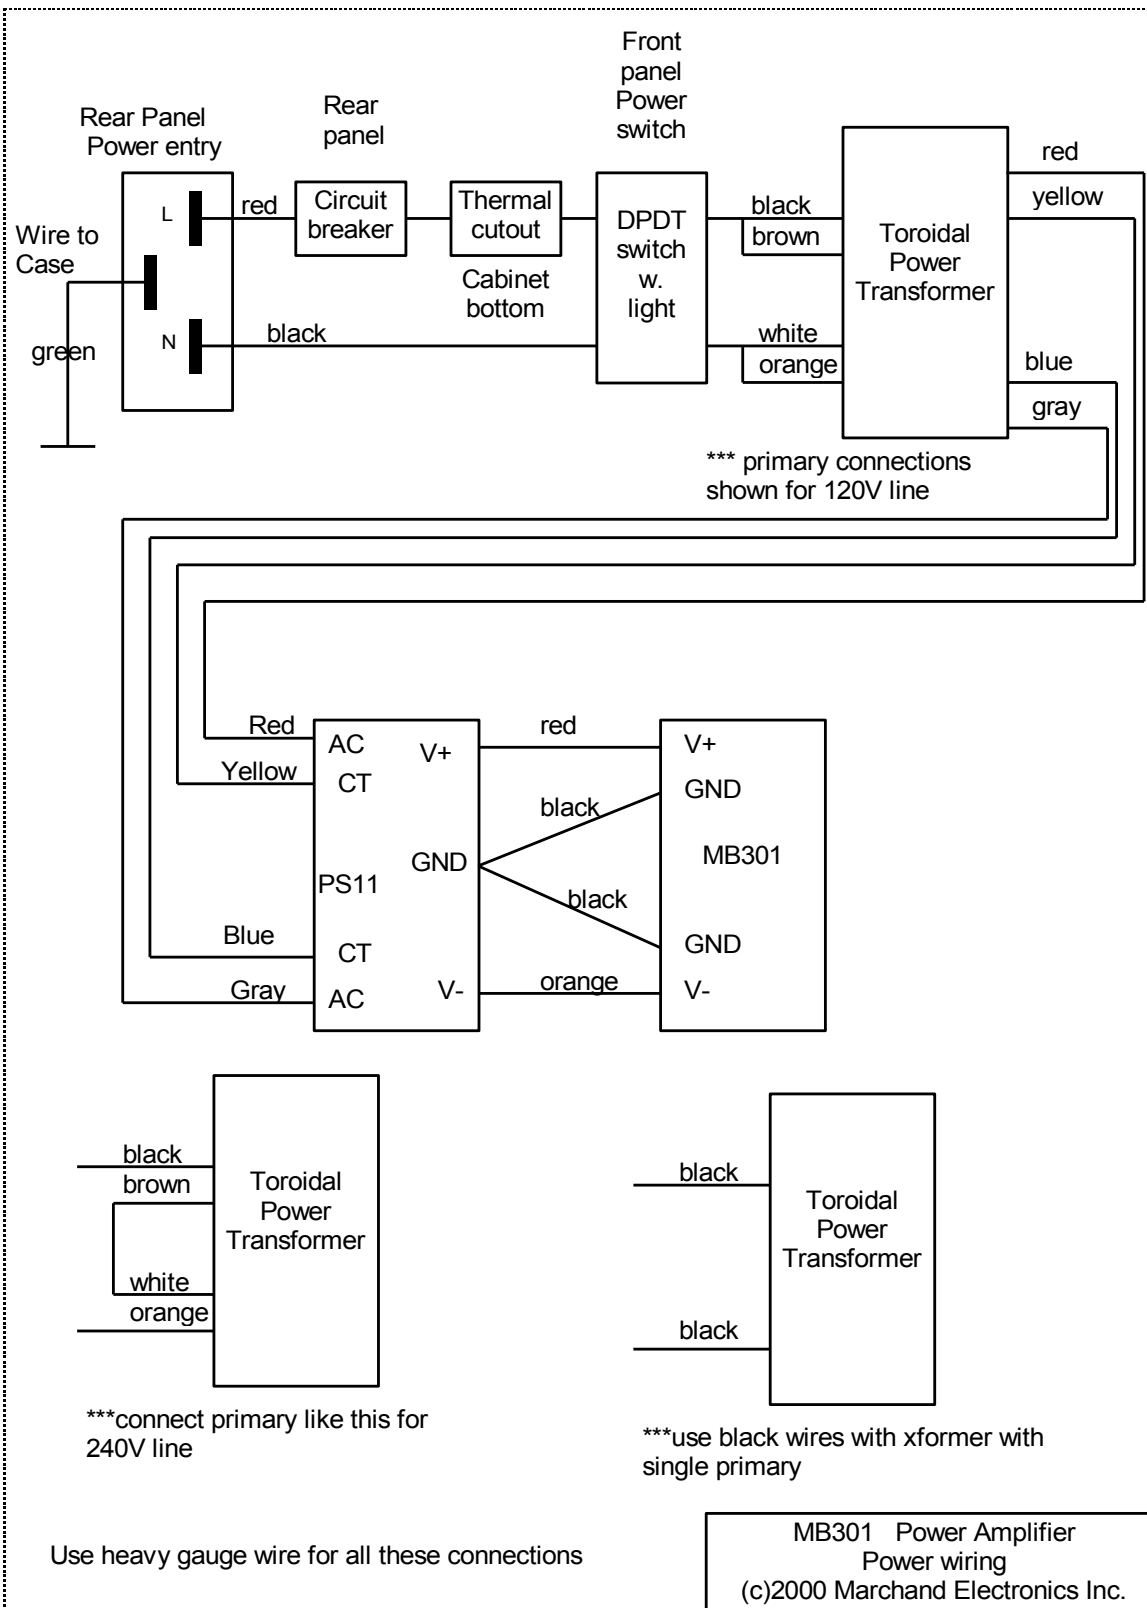 Front
panel
Power
switch
Rear
panel
Rear Panel
Power entry
red
yellow
L
red
Circuit
breaker
Thermal
cutout
DPDT
switch
w.
light
black
brown
Toroidal
Power
Transformer
Wire to
Case
Cabinet
bottom
green
N
black
white
orange
blue
gray
*** primary connections
shown for 120V line
Red
AC
V+
red
V+
Yellow
CT
GND
black
GND
PS11
MB301
black
Blue
CT
GND
Gray
AC
V-
orange
V-
black
brown
Toroidal
Power
Transformer
white
orange
***connect primary like this for
240V line
black
Toroidal
Power
Transformer
black
***use black wires with xformer with
single primary
Use heavy gauge wire for all these connections
MB301 Power Amplifier
Power wiring
(c)2000 Marchand Electronics Inc.